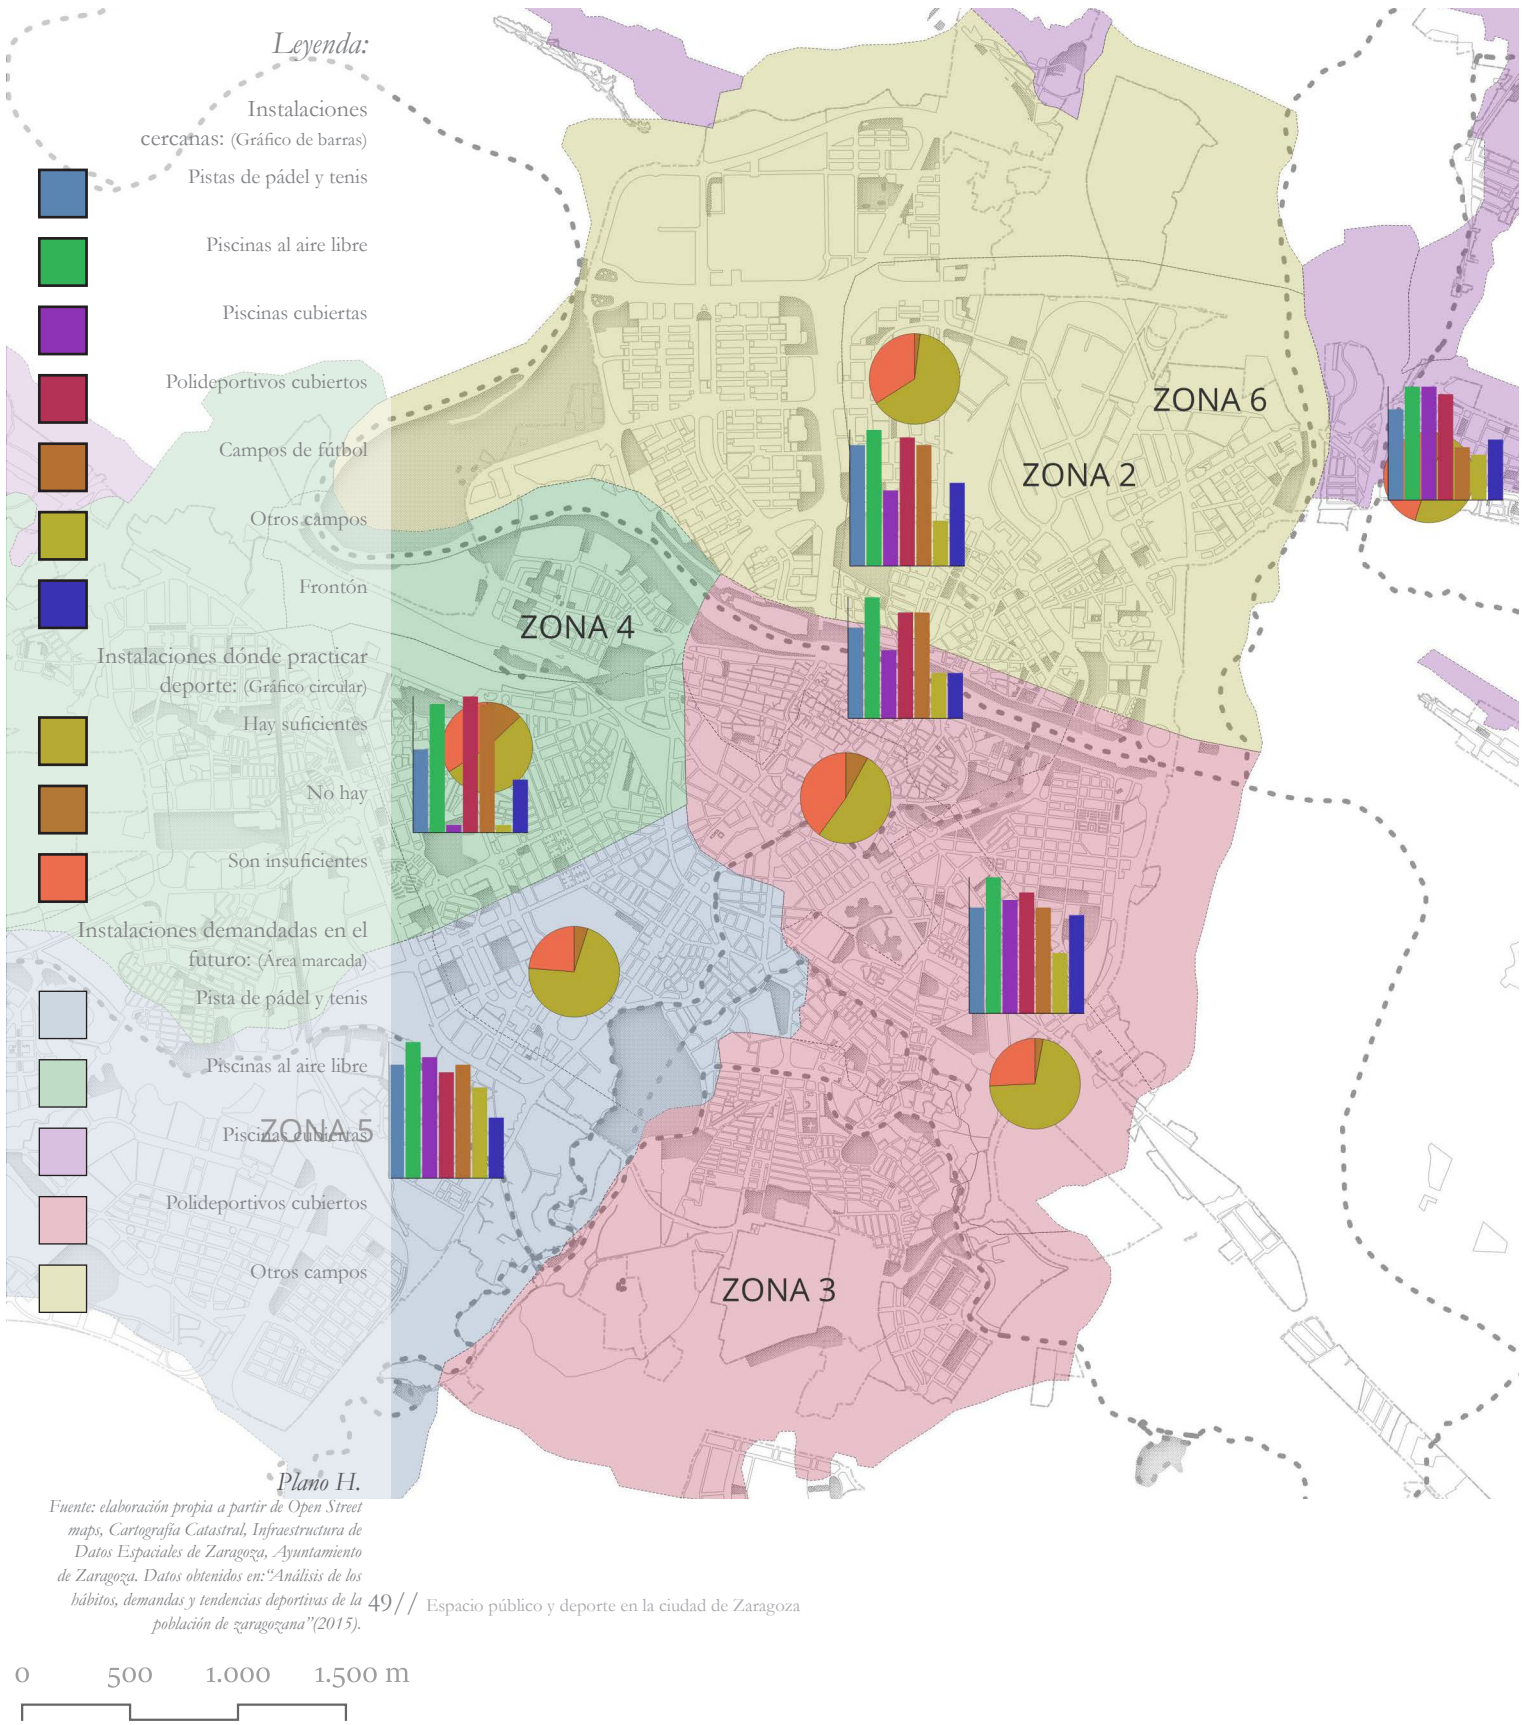 Leyenda:
Instalaciones
cercanas: (Gráfico de barras)
Pistas de pádel y tenis
Piscinas al aire libre
Piscinas cubiertas
Polideportivos cubiertos
Campos de fútbol
Otros campos
Frontón
Instalaciones dónde practicar
deporte: (Gráfico circular)
Hay suficientes
No hay
Son insuficientes
Instalaciones demandadas en el
futuro: (Área marcada)
Pista de pádel y tenis
Piscinas al aire libre
Piscinas cubiertas
Polideportivos cubiertos
Otros campos
ZONA 6
ZONA 2
ZONA 4
ZONA 5
ZONA 3
Plano H.
Fuente: elaboración propia a partir de Open Street
maps, Cartografía Catastral, Infraestructura de
Datos Espaciales de Zaragoza, Ayuntamiento
de Zaragoza. Datos obtenidos en:“Análisis de los
hábitos, demandas y tendencias deportivas de la
población de zaragozana”(2015).
49// Espacio público y deporte en la ciudad de Zaragoza
0 500 1.000 1.500 m